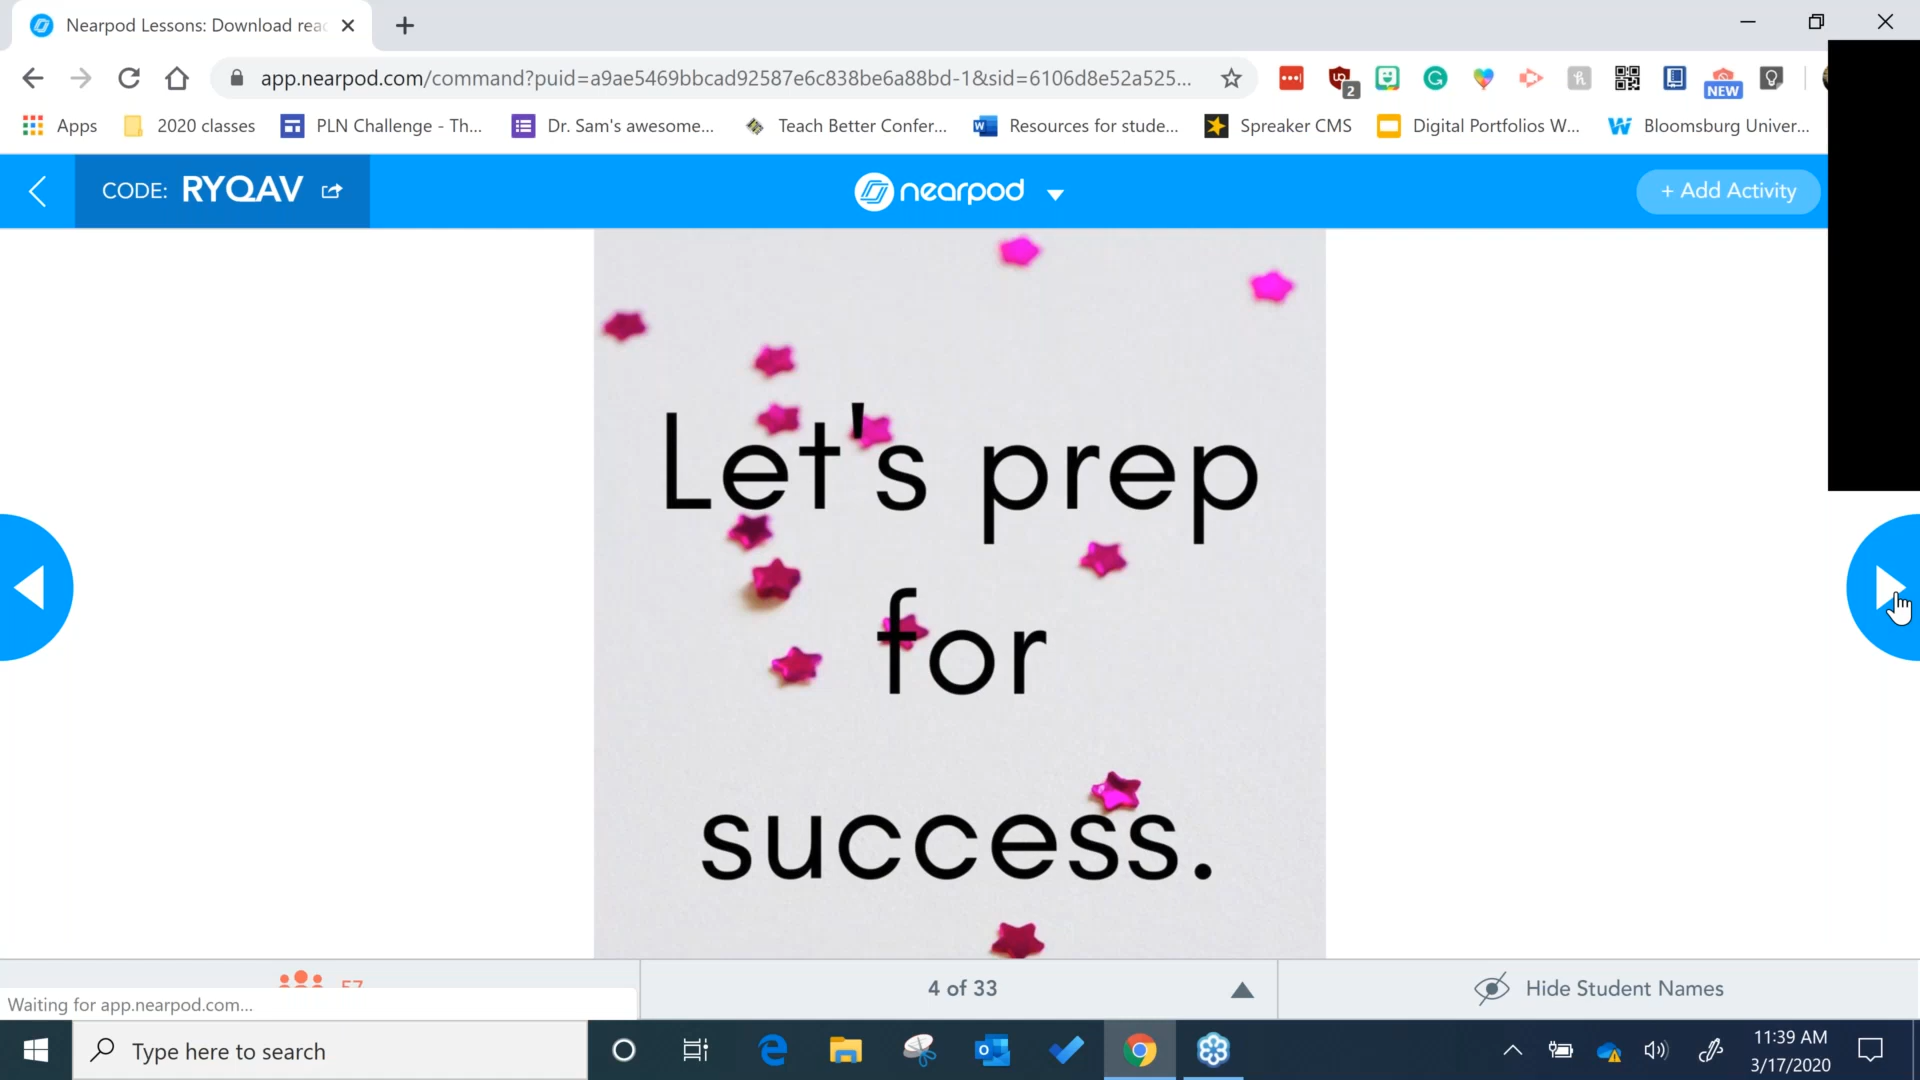 Nearpod Lessons: Download rea
app.nearpod.com/command?puid=a9ae5469bbcad92587e6c838be6a88bd-1&sid=6106d8e52a525...
2
NEW
Apps
2020 classes
PLN Challenge - Th...
Dr. Sam's awesome...
Teach Better Confer...
Resources for stude...
Spreaker CMS
Digital Portfolios W...
Bloomsburg Univer...
CODE: RYQAV
nearpod
+ Add Activity
Let's prep
for
success.
57
4 of 33
Hide Student Names
Waiting for app.nearpod.com...
Type here to search
11:39 AM
3/17/2020